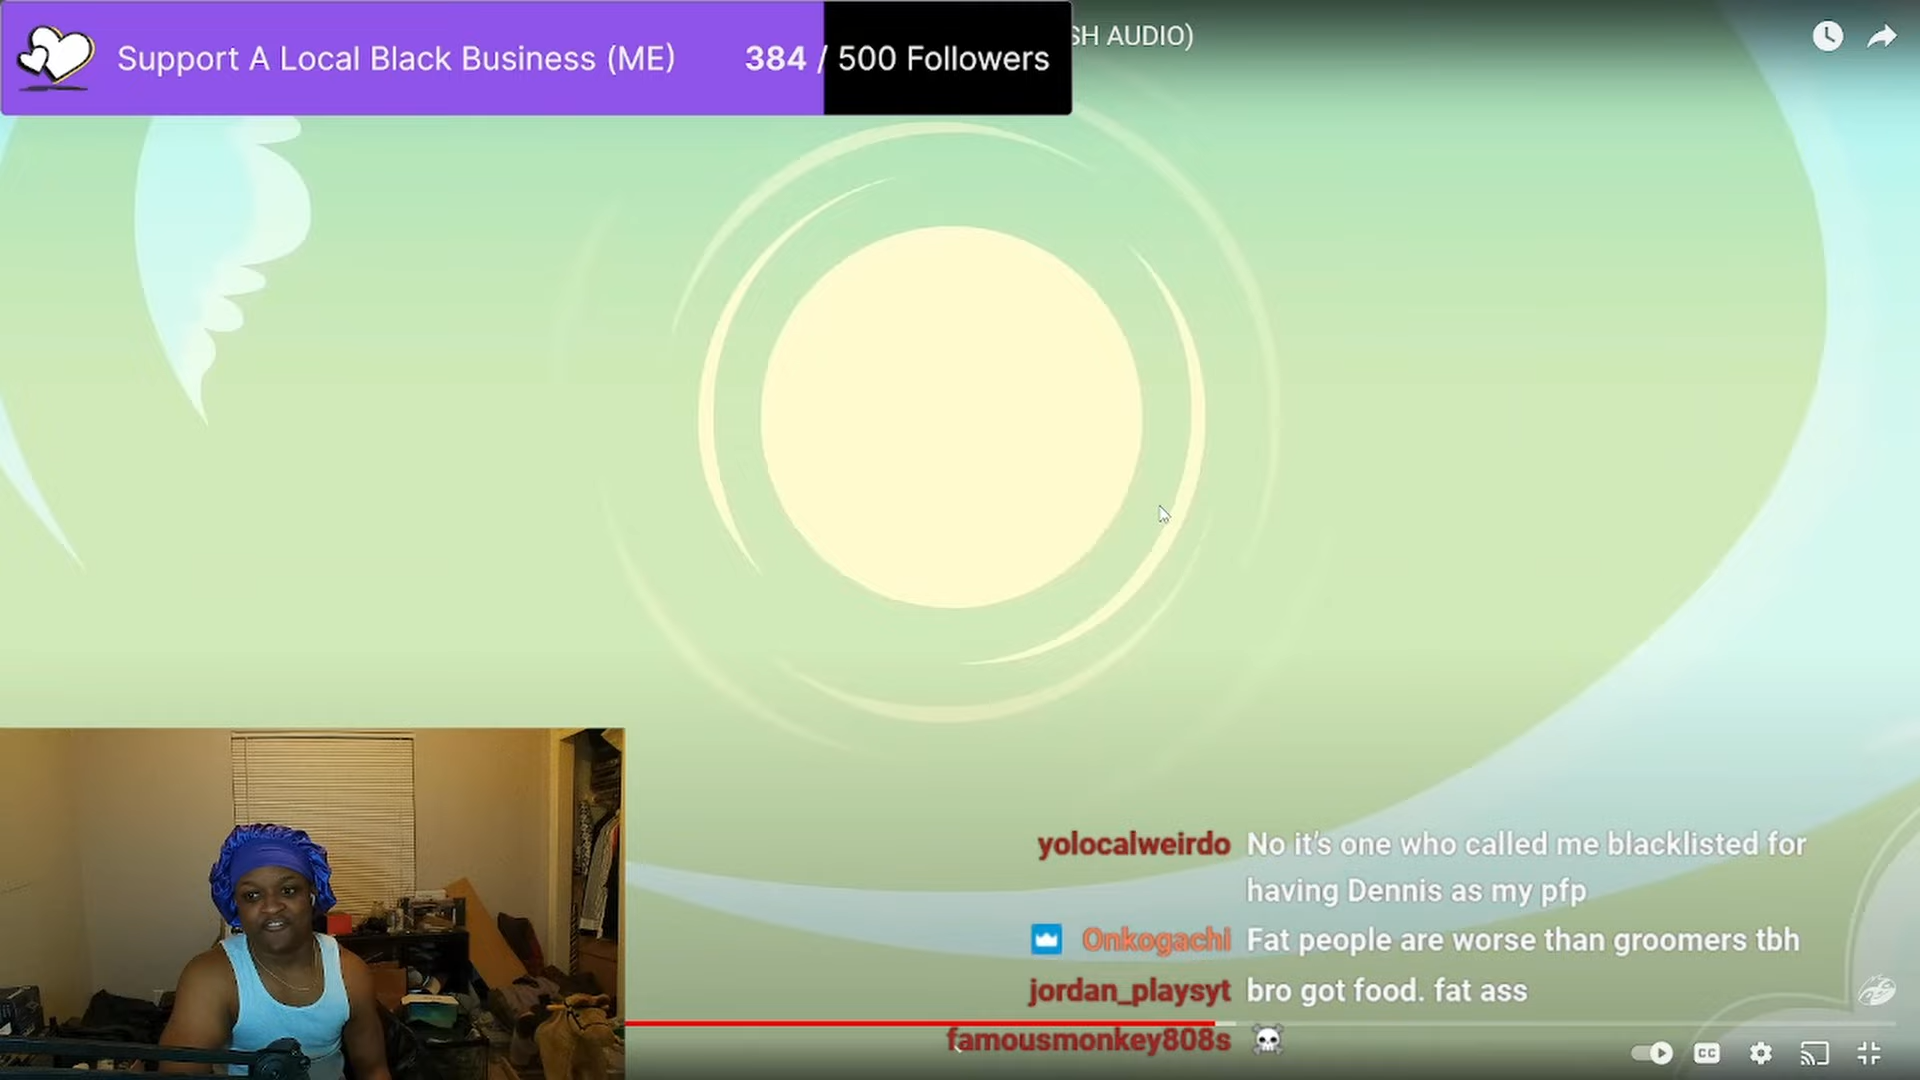 Support A Local Black Business (ME) 384 / 500 Followers
SH AUDIO)
yolocalweirdo No it's one who called me blacklisted for
having Dennis as my pfp
Onkogachi Fat people are worse than groomers tbh
jordan_playsyt bro got food. fat ass
famousmonkey808s ☠️
CC